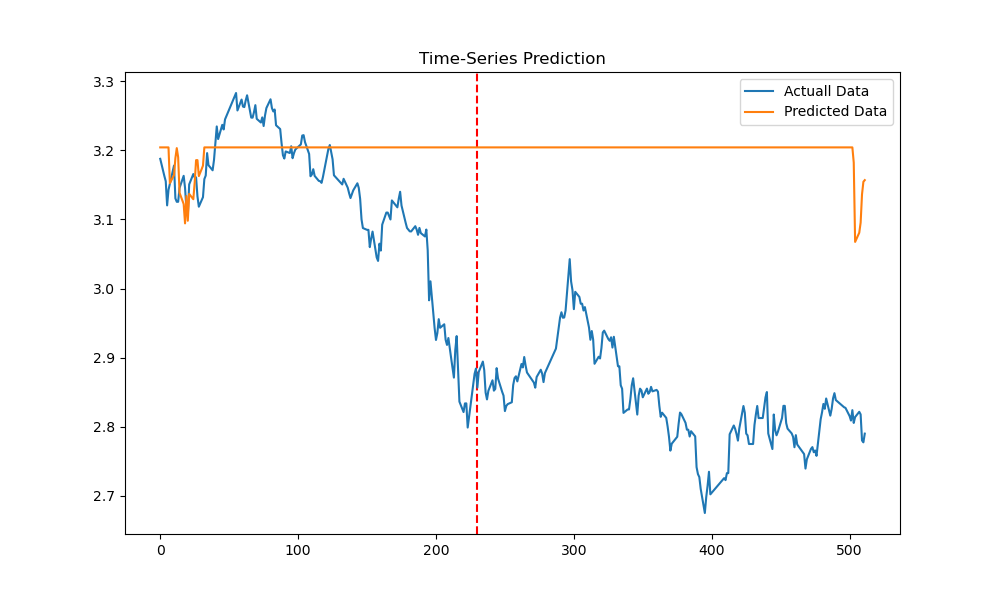 Time-Series Prediction
Actuall Data
Predicted Data
3.3
3.2
3.1
3.0
2.9
2.8
2.7
0 100 200 300 400 500